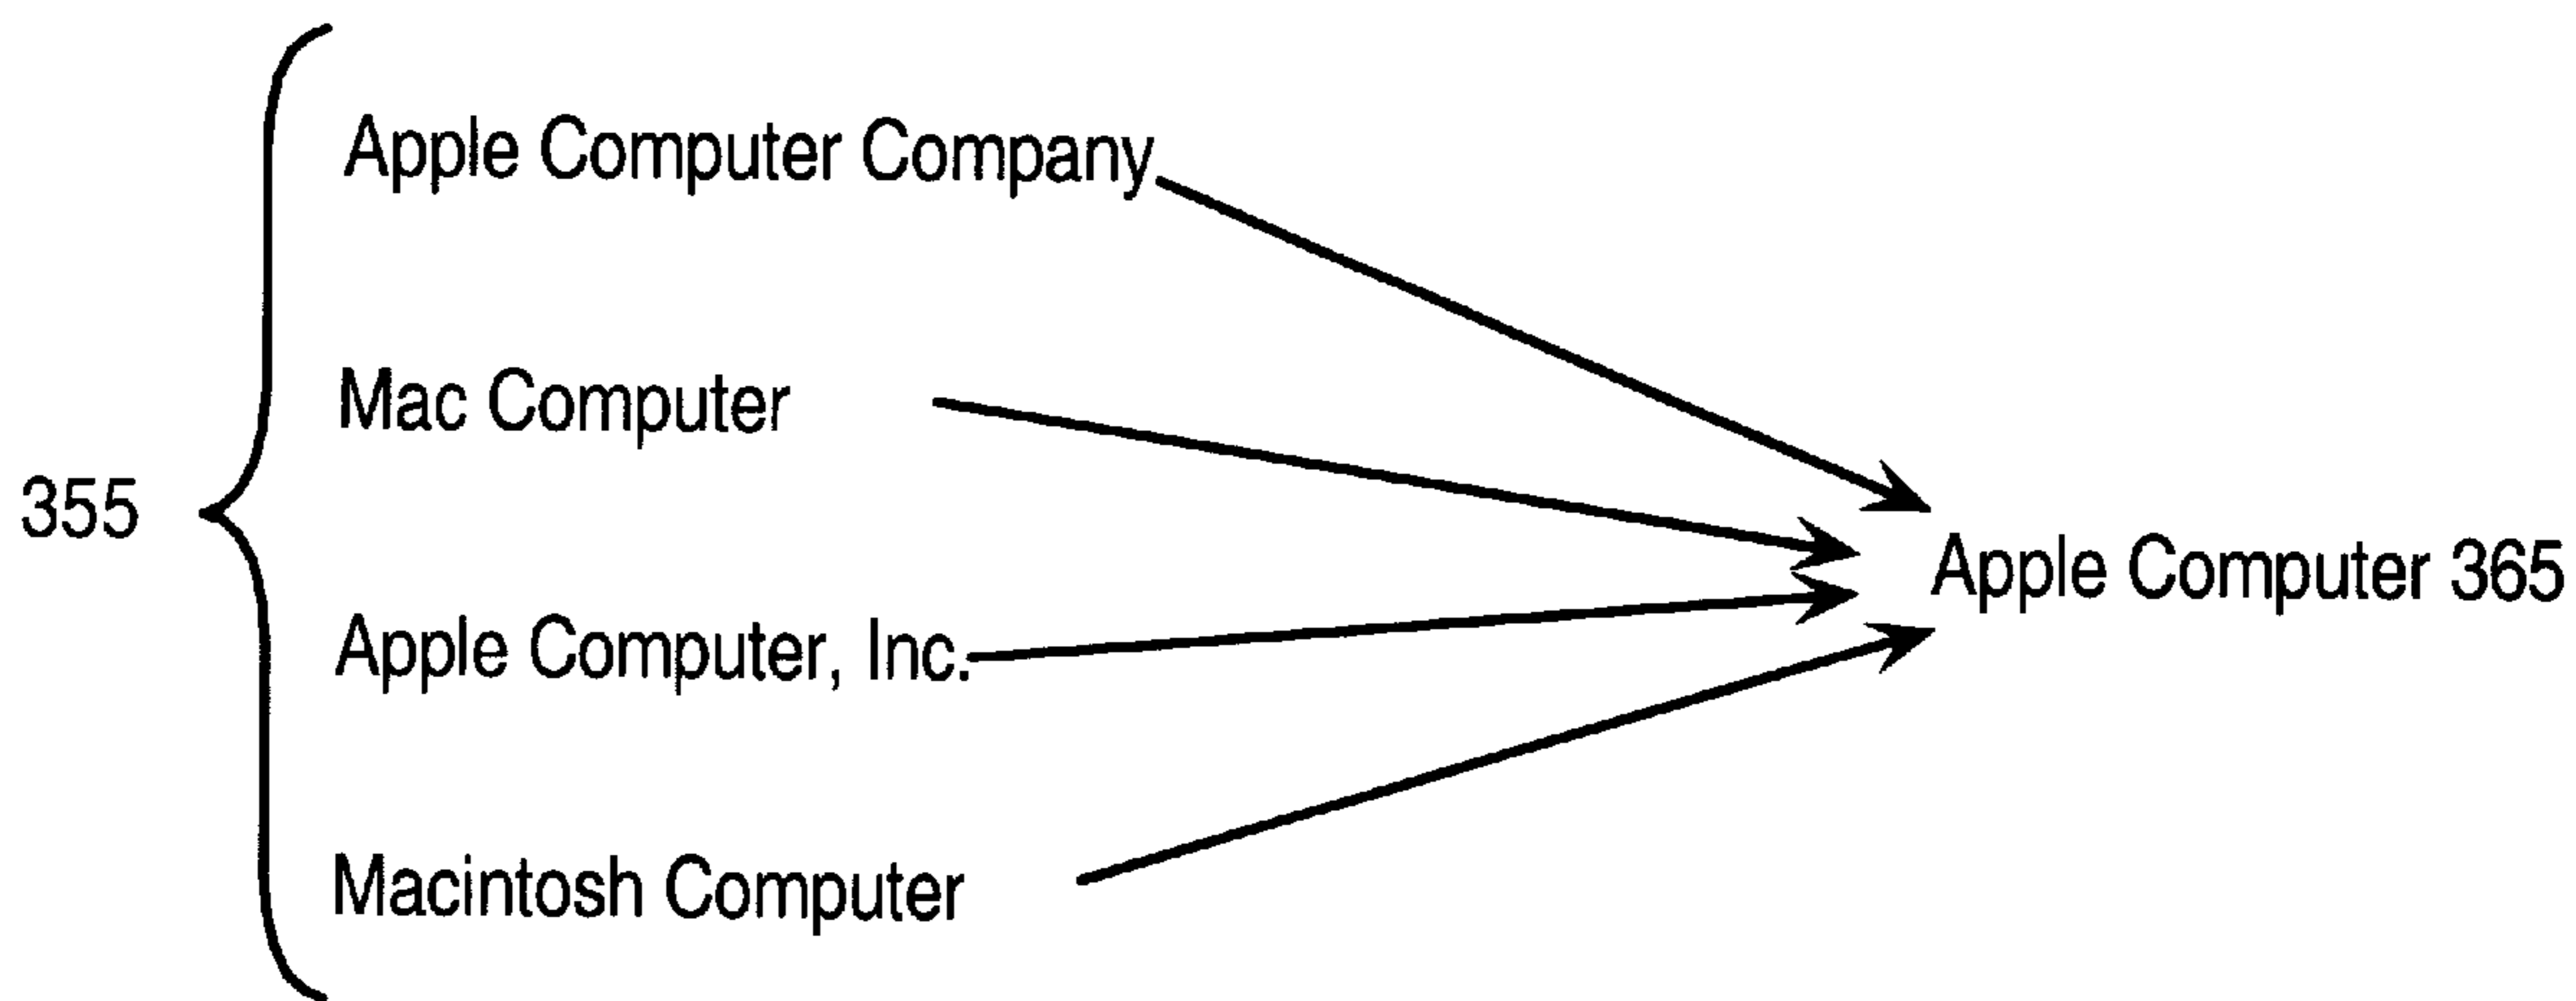 Apple Computer Company
Mac Computer
355
Apple Computer 365
Apple Computer, Inc.
Macintosh Computer